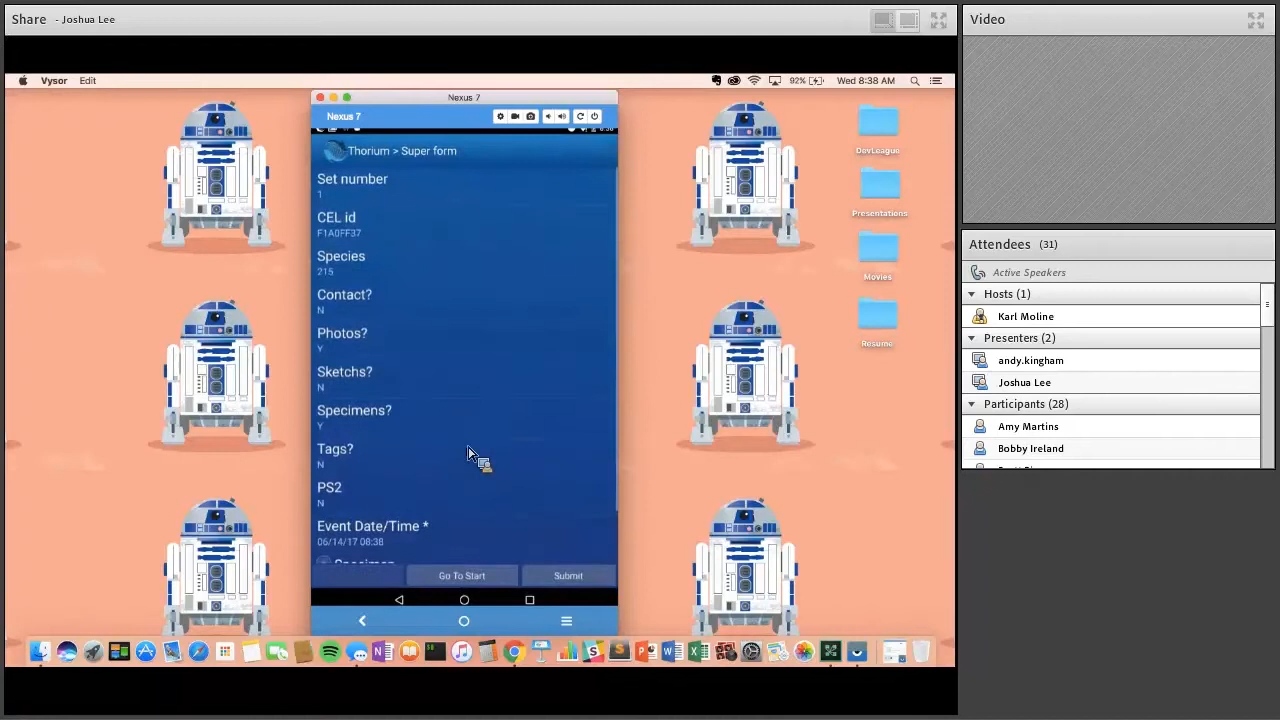 Share - Joshua Lee
Video
Vysor Edit
92%
Wed 8:38 AM
Nexus 7
Nexus 7
Thorium > Super form
Set number
1
CEL id
F1A0FF37
Species
215
Contact?
N
Photos?
Y
Sketchs?
N
Specimens?
Y
Tags?
N
PS2
N
Event Date/Time *
06/14/17 08:38
Specimen
Go To Start
Submit
DevLeague
Presentations
Movies
Resume
Attendees (31)
Active Speakers
Hosts (1)
Karl Moline
Presenters (2)
andy.kingham
Joshua Lee
Participants (28)
Amy Martins
Bobby Ireland